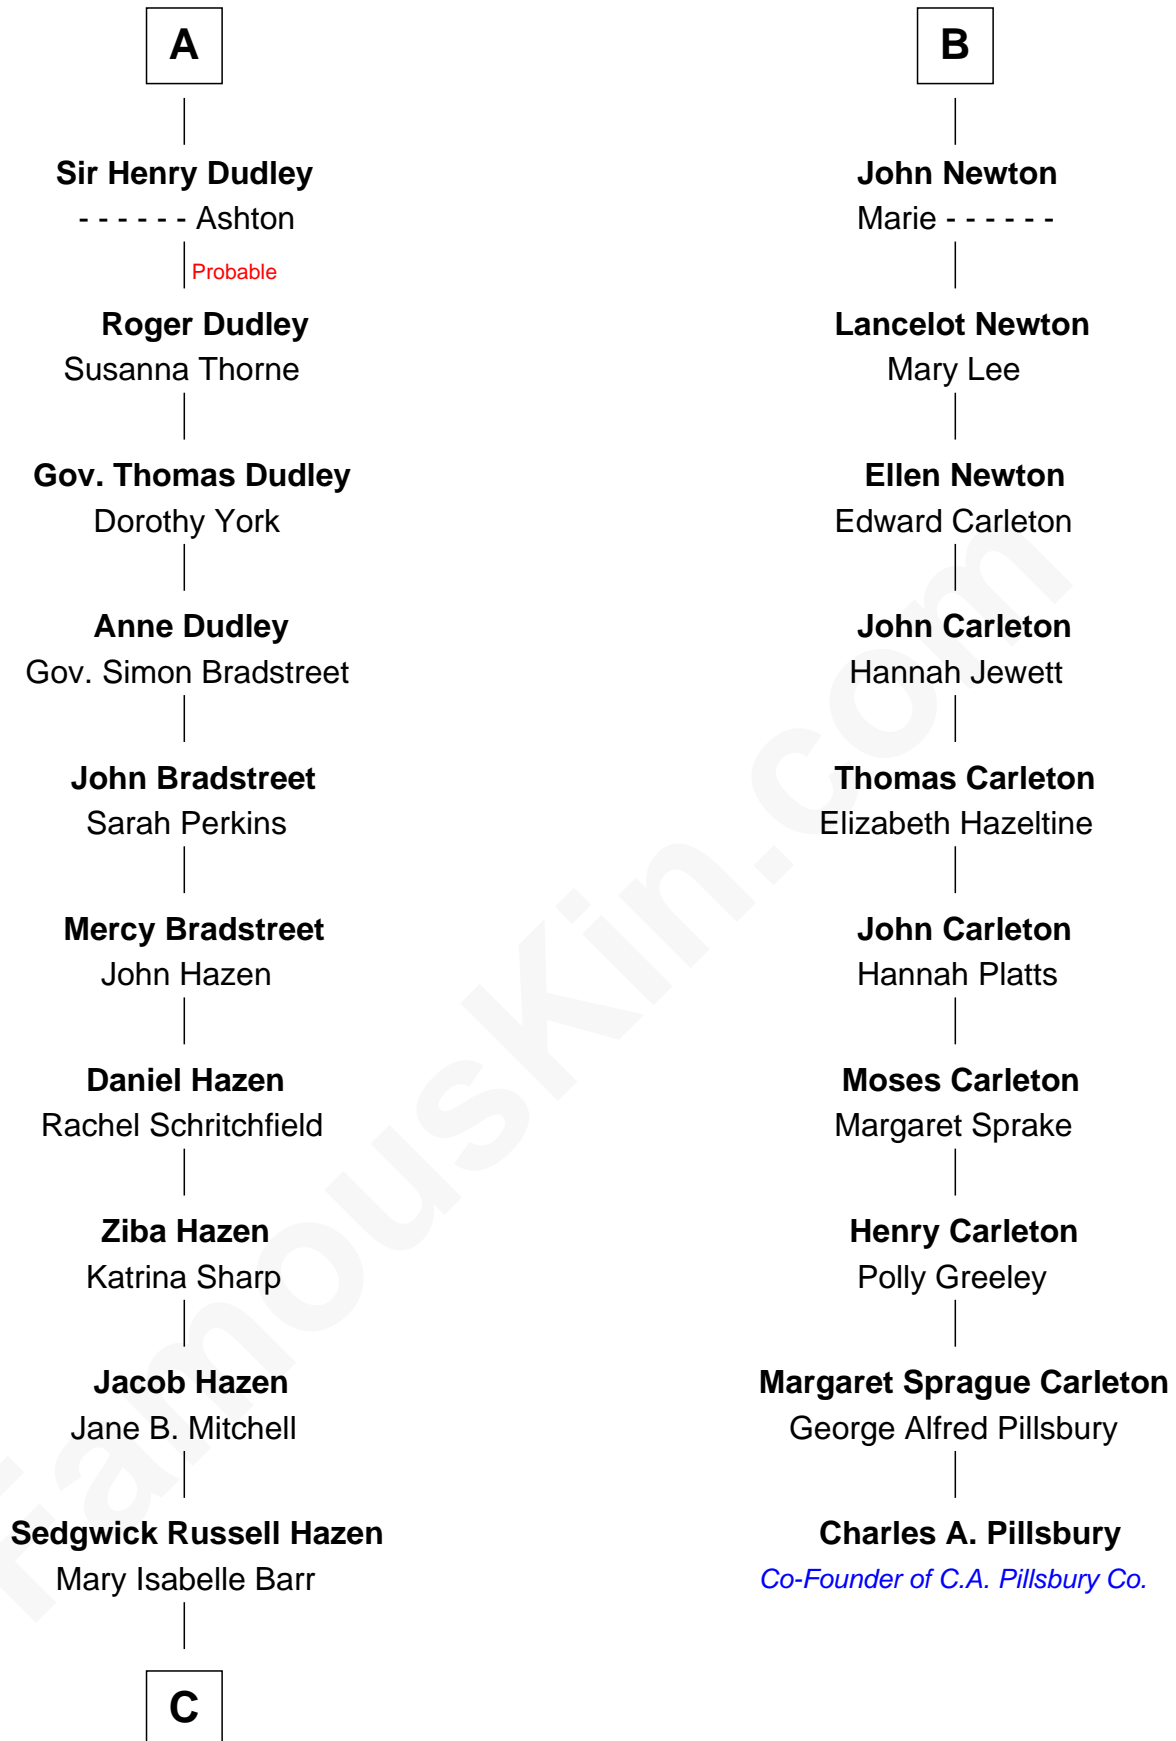 A
Sir Henry Dudley
- - - - - - Ashton
Probable
Roger Dudley
Susanna Thorne
Gov. Thomas Dudley
Dorothy York
Anne Dudley
Gov. Simon Bradstreet
John Bradstreet
Sarah Perkins
Mercy Bradstreet
John Hazen
Daniel Hazen
Rachel Schritchfield
Ziba Hazen
Katrina Sharp
Jacob Hazen
Jane B. Mitchell
Sedgwick Russell Hazen
Mary Isabelle Barr
C
B
John Newton
Marie - - - - - -
Lancelot Newton
Mary Lee
Ellen Newton
Edward Carleton
John Carleton
Hannah Jewett
Thomas Carleton
Elizabeth Hazeltine
John Carleton
Hannah Platts
Moses Carleton
Margaret Sprake
Henry Carleton
Polly Greeley
Margaret Sprague Carleton
George Alfred Pillsbury
Charles A. Pillsbury
Co-Founder of C.A. Pillsbury Co.
FamousKin.com